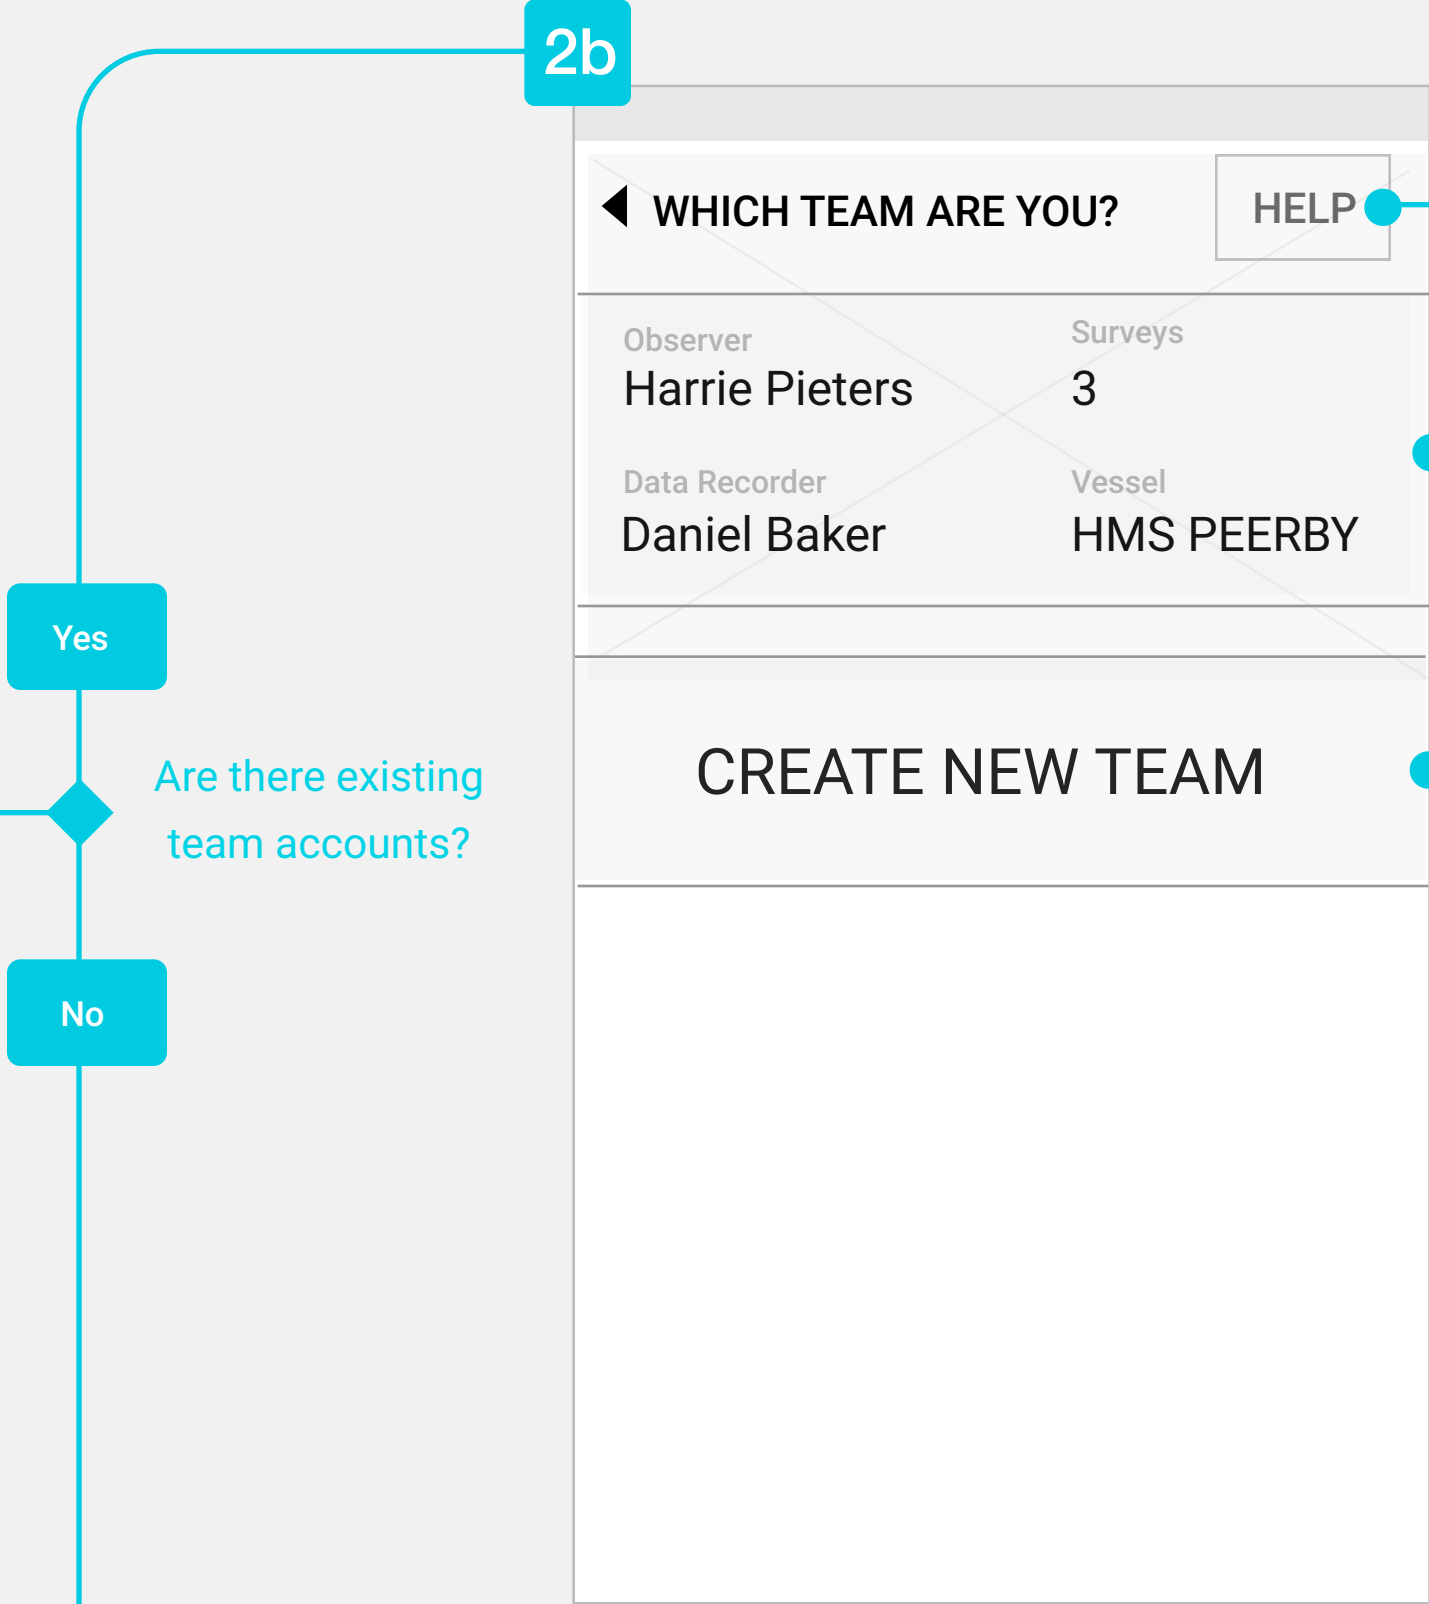 2b
WHICH TEAM ARE YOU?
HELP
Observer
Surveys
Harrie Pieters
3
Data Recorder
Vessel
Daniel Baker
HMS PEERBY
Yes
Are there existing
team accounts?
CREATE NEW TEAM
No